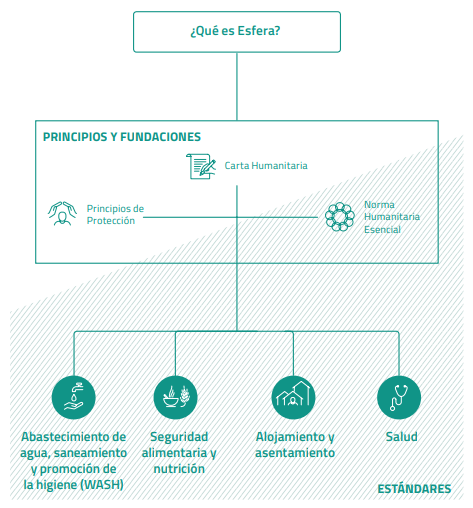 ¿Qué es Esfera?
PRINCIPIOS Y FUNDACIONES
Carta Humanitaria
Principios de
Protección
Norma
Humanitaria
Esencial
Abastecimiento de
agua, saneamiento
y promoción de
la higiene (WASH)
Seguridad
alimentaria y
nutrición
Alojamiento y
asentamiento
Salud
ESTÁNDARES